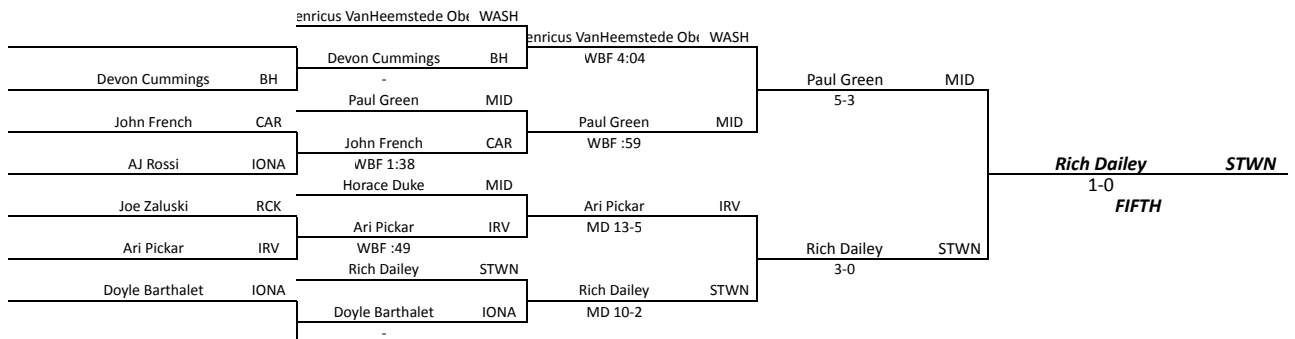 enricus VanHeemstede Obe WASH
enricus VanHeemstede Obe WASH
Devon Cummings BH
WBF 4:04
Devon Cummings BH
-
Paul Green MID
5-3
Paul Green MID
John French CAR
Paul Green MID
John French CAR
WBF :59
AJ Rossi IONA
WBF 1:38
Rich Dailey STWN
1-0
FIFTH
Horace Duke MID
Joe Zaluski RCK
Ari Pickar IRV
Ari Pickar IRV
MD 13-5
Ari Pickar IRV
WBF :49
Rich Dailey STWN
3-0
Rich Dailey STWN
Doyle Barthalet IONA
Rich Dailey STWN
Doyle Barthalet IONA
MD 10-2
-